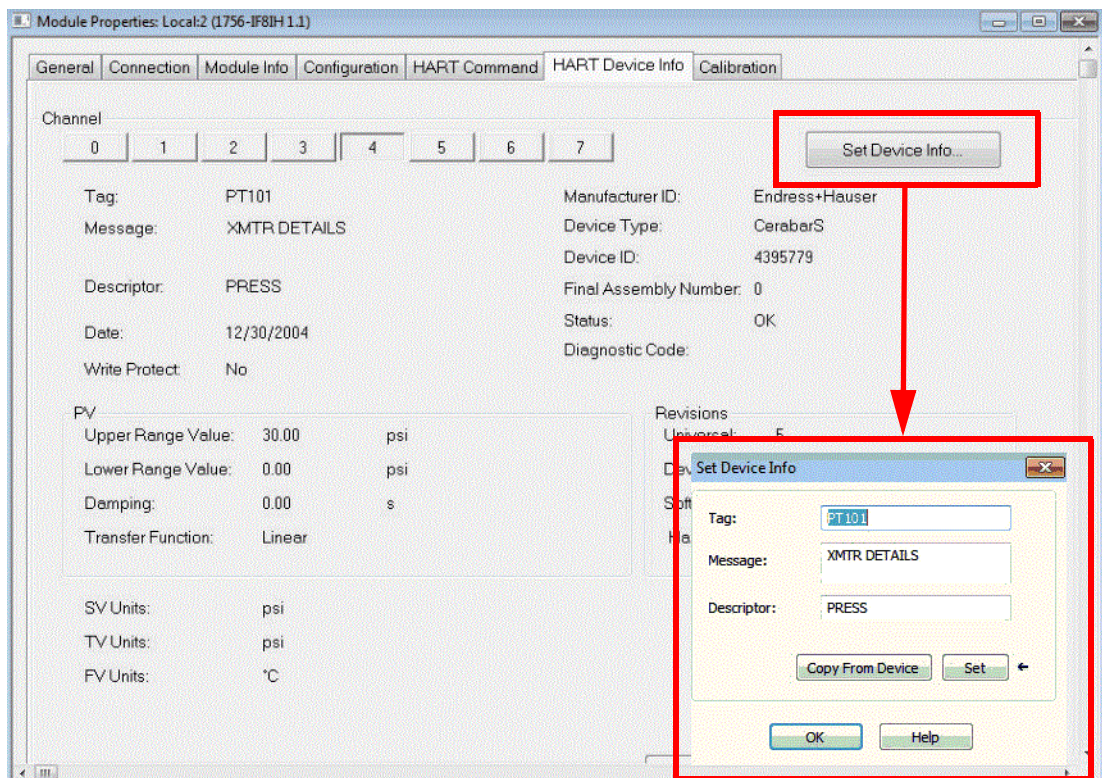 Module Properties: Local:2 (1756-IF8IH 1.1)
General Connection Module Info Configuration HART Command HART Device Info Calibration
Channel
0 1 2 3 4 5 6 7 Set Device Info...
Tag: PT101 Manufacturer ID: Endress+Hauser
Message: XMTR DETAILS Device Type: CerabarS
Device ID: 4395779
Descriptor: PRESS Final Assembly Number: 0
Status: OK
Date: 12/30/2004
Diagnostic Code:
Write Protect: No
PV
Upper Range Value: 30.00 psi
Lower Range Value: 0.00 psi
Damping: 0.00 s
Transfer Function: Linear
SV Units: psi
TV Units: psi
FV Units: °C
Revisions
Universal: 5
Set Device Info
Tag: PT101
Message: XMTR DETAILS
Descriptor: PRESS
Copy From Device Set
OK Help